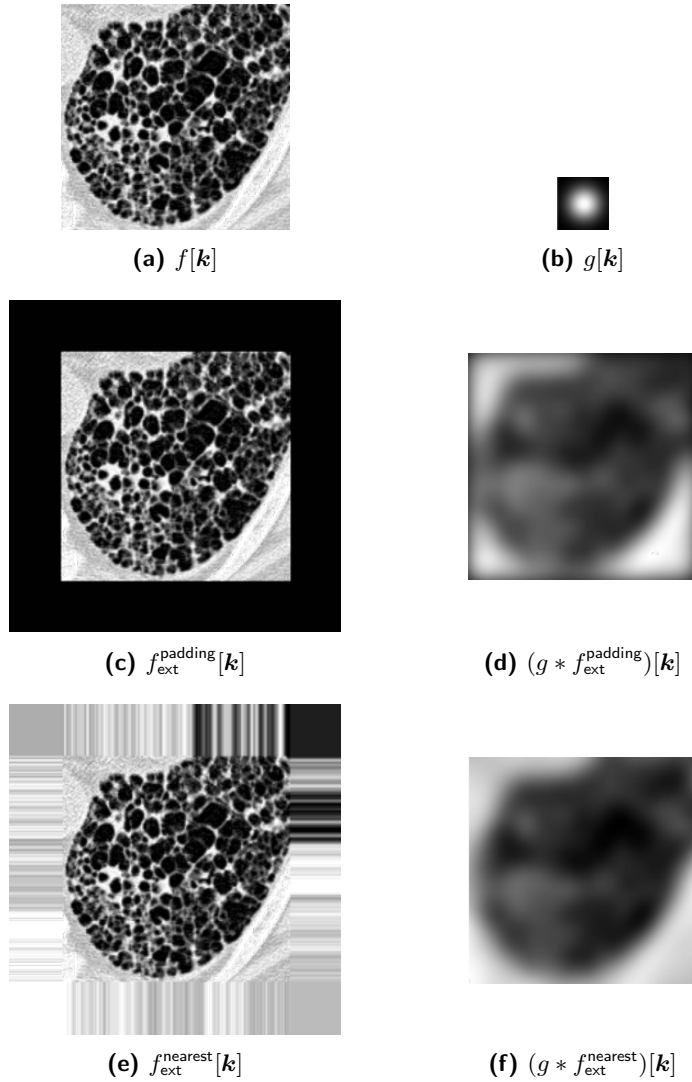 (a) f[k]
(b) g[k]
(c) f_ext^padding[k]
(d) (g ∗ f_ext^padding)[k]
(e) f_ext^nearest[k]
(f) (g ∗ f_ext^nearest)[k]